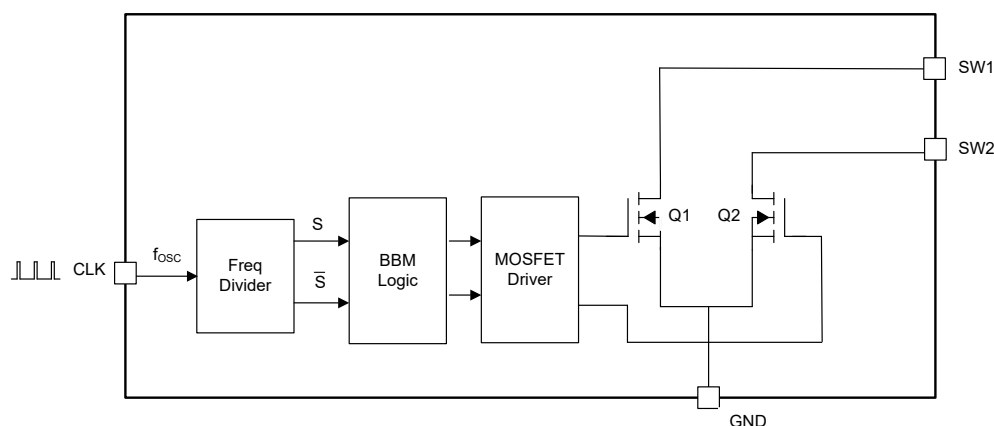 SW1
SW2
Q1
Q2
S
S̅
fOSC
CLK
Freq
Divider
BBM
Logic
MOSFET
Driver
GND